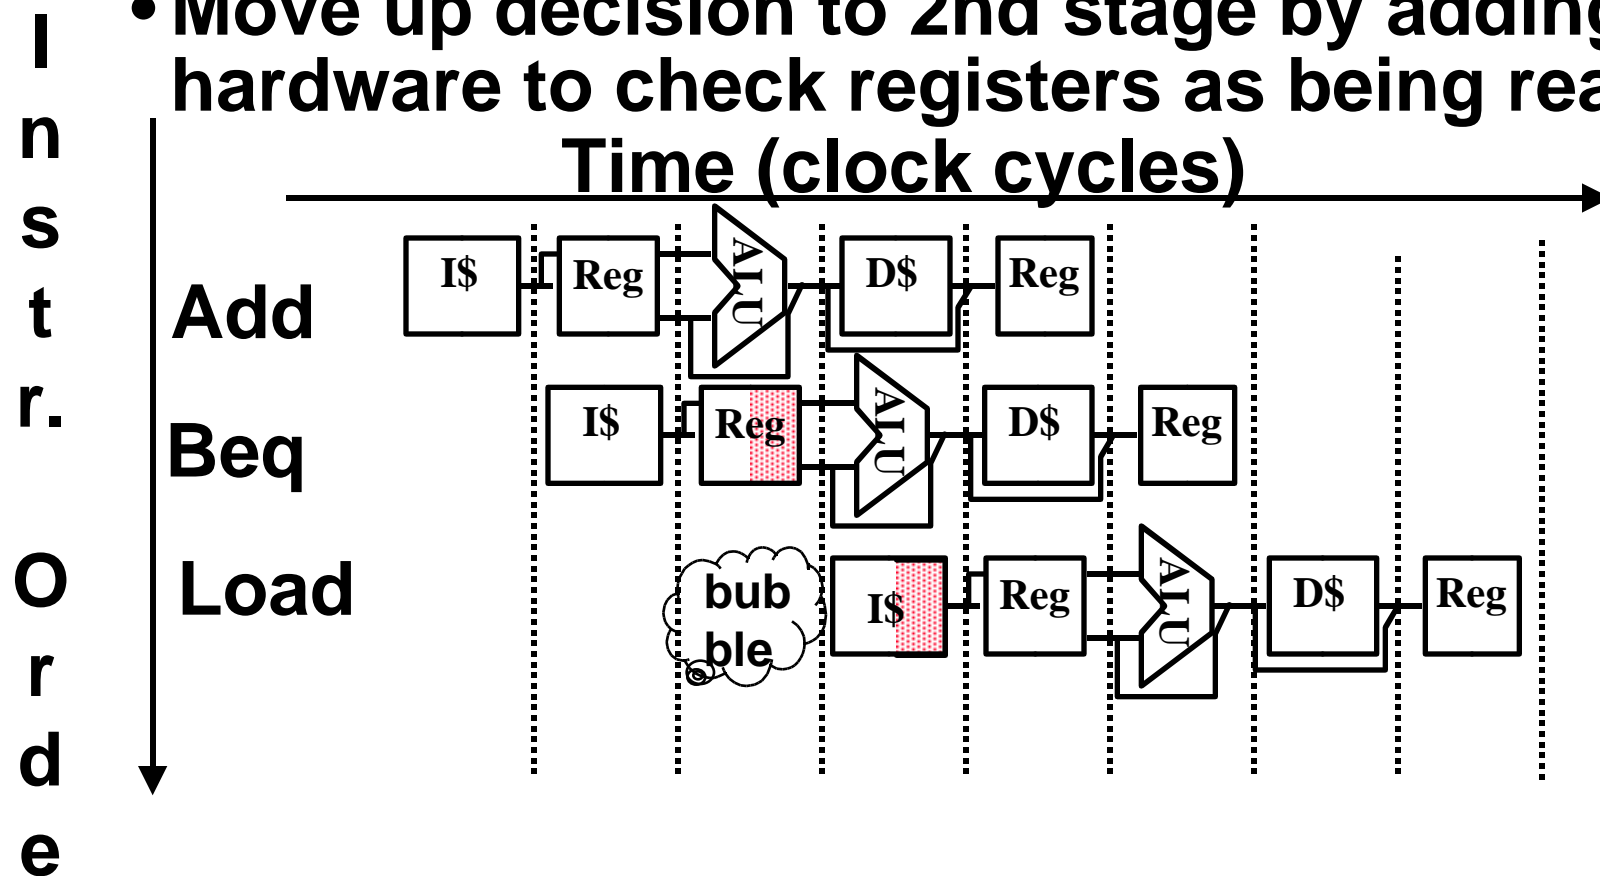 • Move up decision to 2nd stage by adding
hardware to check registers as being rea
Time (clock cycles)
I
n
s
t
r.
O
r
d
e
Add
I$ Reg ALU D$ Reg
Beq
I$ Reg ALU D$ Reg
Load
bub
ble
I$ Reg ALU D$ Reg